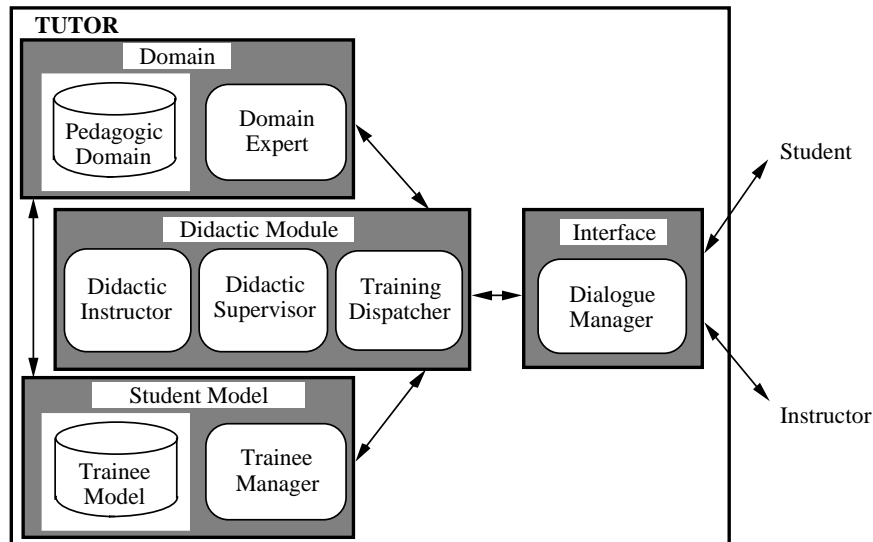 TUTOR
Domain
Pedagogic
Domain
Domain
Expert
Student
Didactic Module
Interface
Didactic
Instructor
Didactic
Supervisor
Training
Dispatcher
Dialogue
Manager
Student Model
Instructor
Trainee
Model
Trainee
Manager